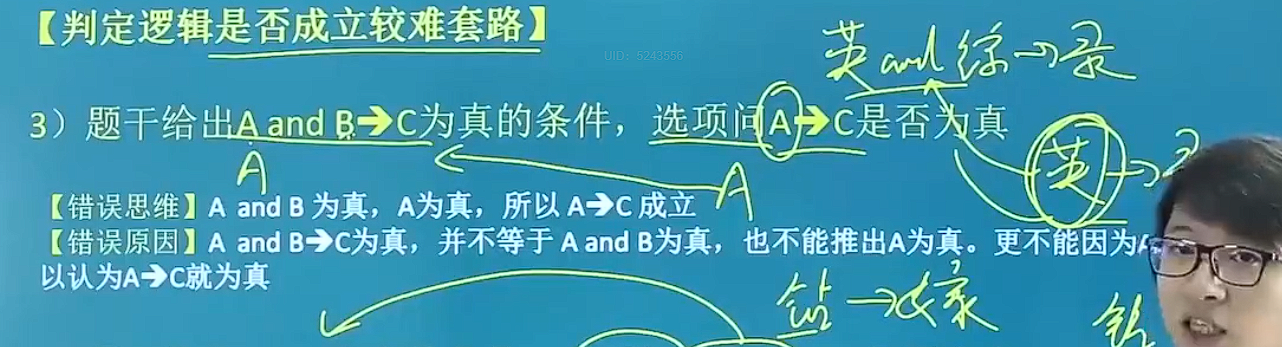 【判定逻辑是否成立较难套路】
UID: 5243556
英 and 综→录
3）题干给出A and B➔C为真的条件，选项问A➔C是否为真
A
A
英→
【错误思维】A and B 为真，A为真，所以 A➔C 成立
【错误原因】A and B➔C为真，并不等于 A and B为真，也不能推出A为真。更不能因为A
以认为A➔C就为真
钻→嫁
钻